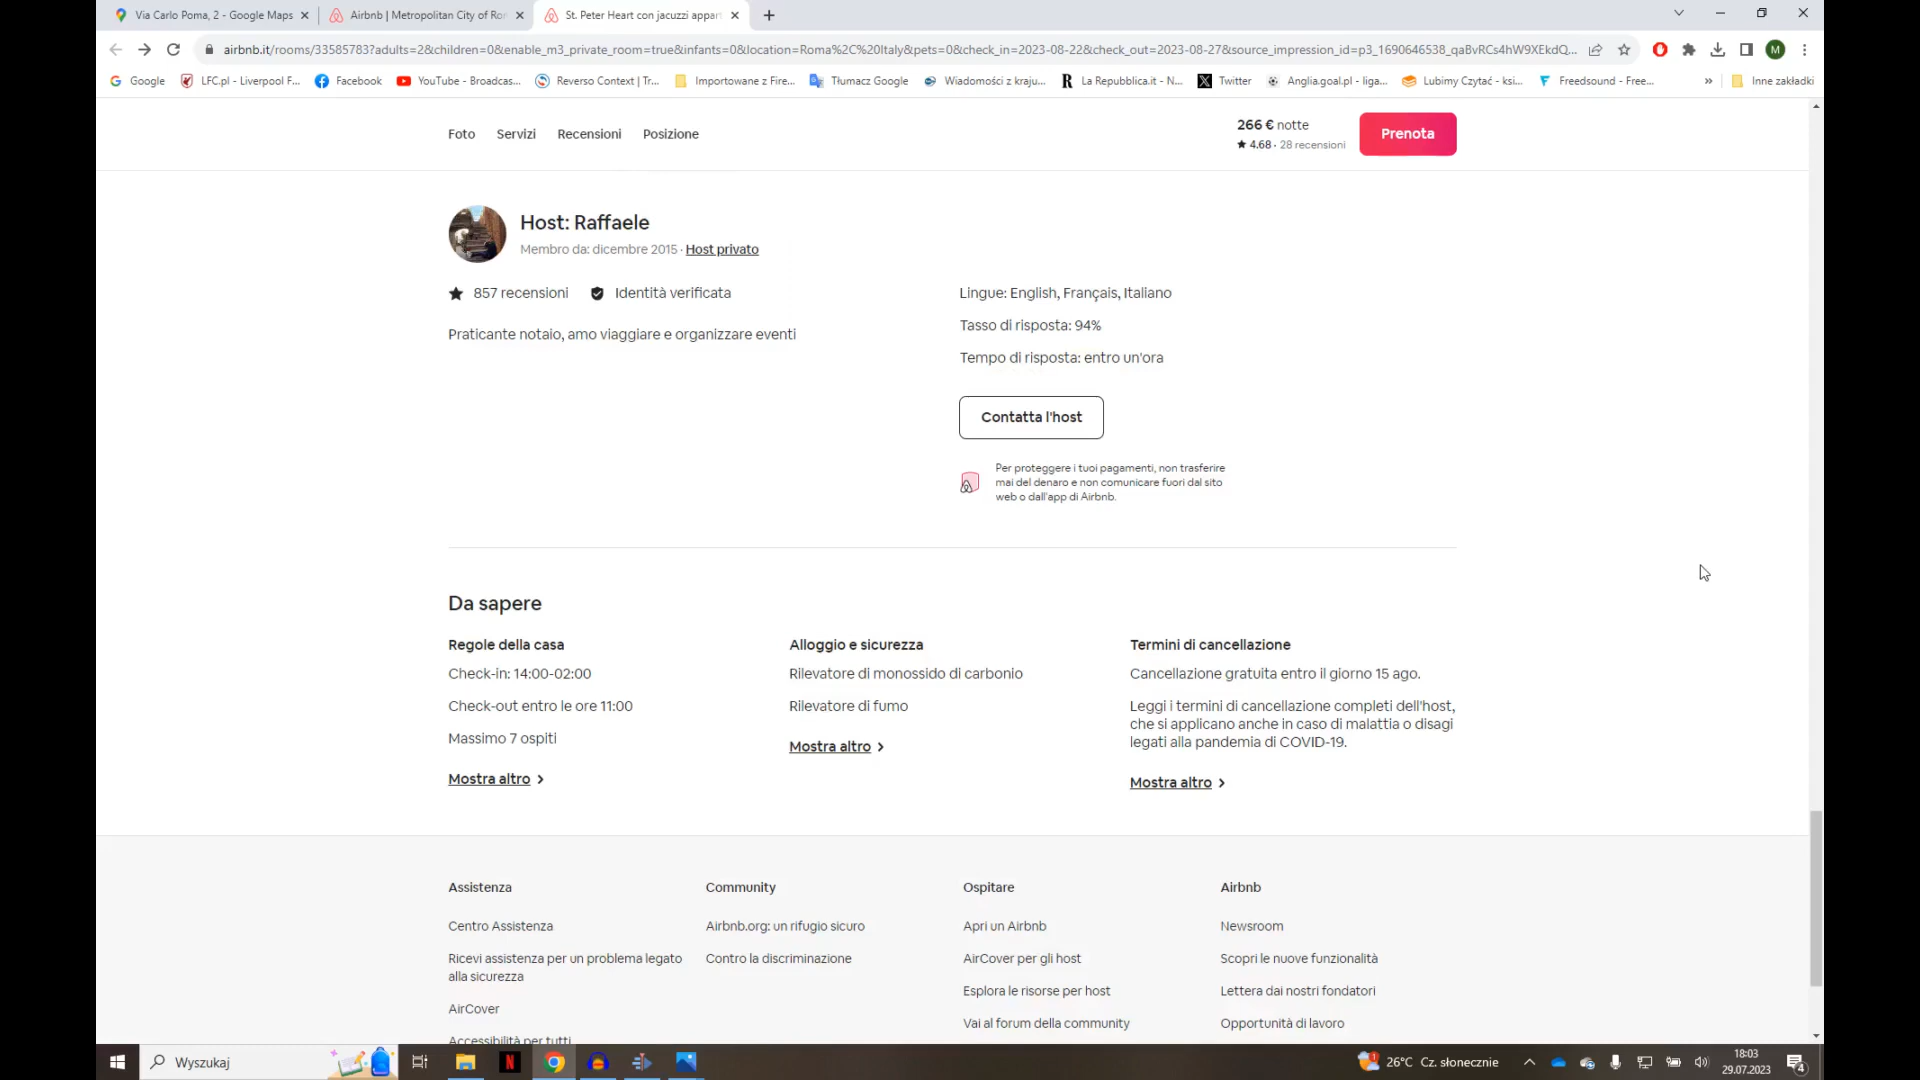 Via Carlo Poma, 2 - Google Maps
Airbnb | Metropolitan City of Ro
St. Peter Heart con jacuzzi appart
airbnb.it/rooms/33585783?adults=2&children=0&enable_m3_private_room=true&infants=0&location=Roma%2C%20Italy&pets=0&check_in=2023-08-22&check_out=2023-08-27&source_impression_id=p3_1690646538_qaBvRCs4hW9XEkdQ...
M
Google
LFC.pl - Liverpool F...
Facebook
YouTube - Broadcas...
Reverso Context | Tr...
Importowane z Fire...
Tłumacz Google
Wiadomości z kraju,...
La Repubblica.it - N...
Twitter
Anglia.goal.pl - liga...
Lubimy Czytać - ksi...
Freedsound - Free...
»
Inne zakładki
Foto
Servizi
Recensioni
Posizione
266 € notte
4.68 · 28 recensioni
Prenota
Host: Raffaele
Membro da: dicembre 2015 · Host privato
857 recensioni
Identità verificata
Praticante notaio, amo viaggiare e organizzare eventi
Lingue: English, Français, Italiano
Tasso di risposta: 94%
Tempo di risposta: entro un'ora
Contatta l'host
Per proteggere i tuoi pagamenti, non trasferire
mai del denaro e non comunicare fuori dal sito
web o dall'app di Airbnb.
Da sapere
Regole della casa
Check-in: 14:00-02:00
Check-out entro le ore 11:00
Massimo 7 ospiti
Mostra altro
Alloggio e sicurezza
Rilevatore di monossido di carbonio
Rilevatore di fumo
Mostra altro
Termini di cancellazione
Cancellazione gratuita entro il giorno 15 ago.
Leggi i termini di cancellazione completi dell'host,
che si applicano anche in caso di malattia o disagi
legati alla pandemia di COVID-19.
Mostra altro
Assistenza
Centro Assistenza
Ricevi assistenza per un problema legato
alla sicurezza
AirCover
Accessibilità per tutti
Community
Airbnb.org: un rifugio sicuro
Contro la discriminazione
Ospitare
Apri un Airbnb
AirCover per gli host
Esplora le risorse per host
Vai al forum della community
Airbnb
Newsroom
Scopri le nuove funzionalità
Lettera dai nostri fondatori
Opportunità di lavoro
Wyszukaj
N
1
26°C Cz. słonecznie
18:03
29.07.2023
4